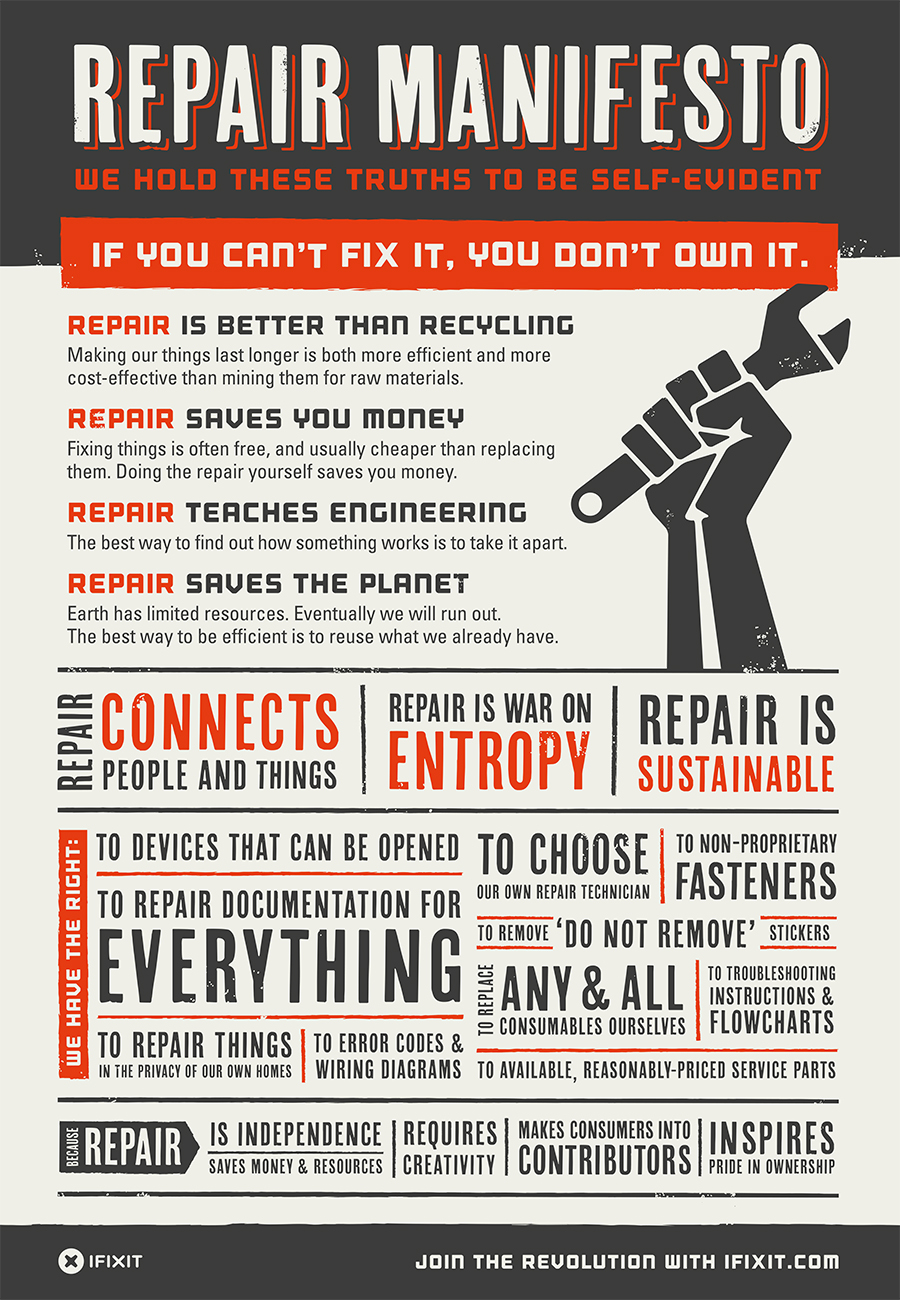 REPAIR MANIFESTO
WE HOLD THESE TRUTHS TO BE SELF-EVIDENT
IF YOU CAN'T FIX IT, YOU DON'T OWN IT.
REPAIR IS BETTER THAN RECYCLING
Making our things last longer is both more efficient and more
cost-effective than mining them for raw materials.
REPAIR SAVES YOU MONEY
Fixing things is often free, and usually cheaper than replacing
them. Doing the repair yourself saves you money.
REPAIR TEACHES ENGINEERING
The best way to find out how something works is to take it apart.
REPAIR SAVES THE PLANET
Earth has limited resources. Eventually we will run out.
The best way to be efficient is to reuse what we already have.
REPAIR
CONNECTS
PEOPLE AND THINGS
REPAIR IS WAR ON
ENTROPY
REPAIR IS
SUSTAINABLE
WE HAVE THE RIGHT:
TO DEVICES THAT CAN BE OPENED
TO REPAIR DOCUMENTATION FOR
EVERYTHING
TO REPAIR THINGS
IN THE PRIVACY OF OUR OWN HOMES
TO ERROR CODES &
WIRING DIAGRAMS
TO CHOOSE
OUR OWN REPAIR TECHNICIAN
TO NON-PROPRIETARY
FASTENERS
TO REMOVE 'DO NOT REMOVE' STICKERS
TO REPLACE
ANY & ALL
CONSUMABLES OURSELVES
TO TROUBLESHOOTING
INSTRUCTIONS &
FLOWCHARTS
TO AVAILABLE, REASONABLY-PRICED SERVICE PARTS
BECAUSE
REPAIR
IS INDEPENDENCE
SAVES MONEY & RESOURCES
REQUIRES
CREATIVITY
MAKES CONSUMERS INTO
CONTRIBUTORS
INSPIRES
PRIDE IN OWNERSHIP
IFIXIT
JOIN THE REVOLUTION WITH IFIXIT.COM